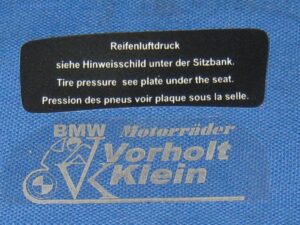 Reifenluftdruck
siehe Hinweisschild unter der Sitzbank.
Tire pressure see plate under the seat.
Pression des pneus voir plaque sous la selle.
BMW Motorräder
Vorholt
Klein